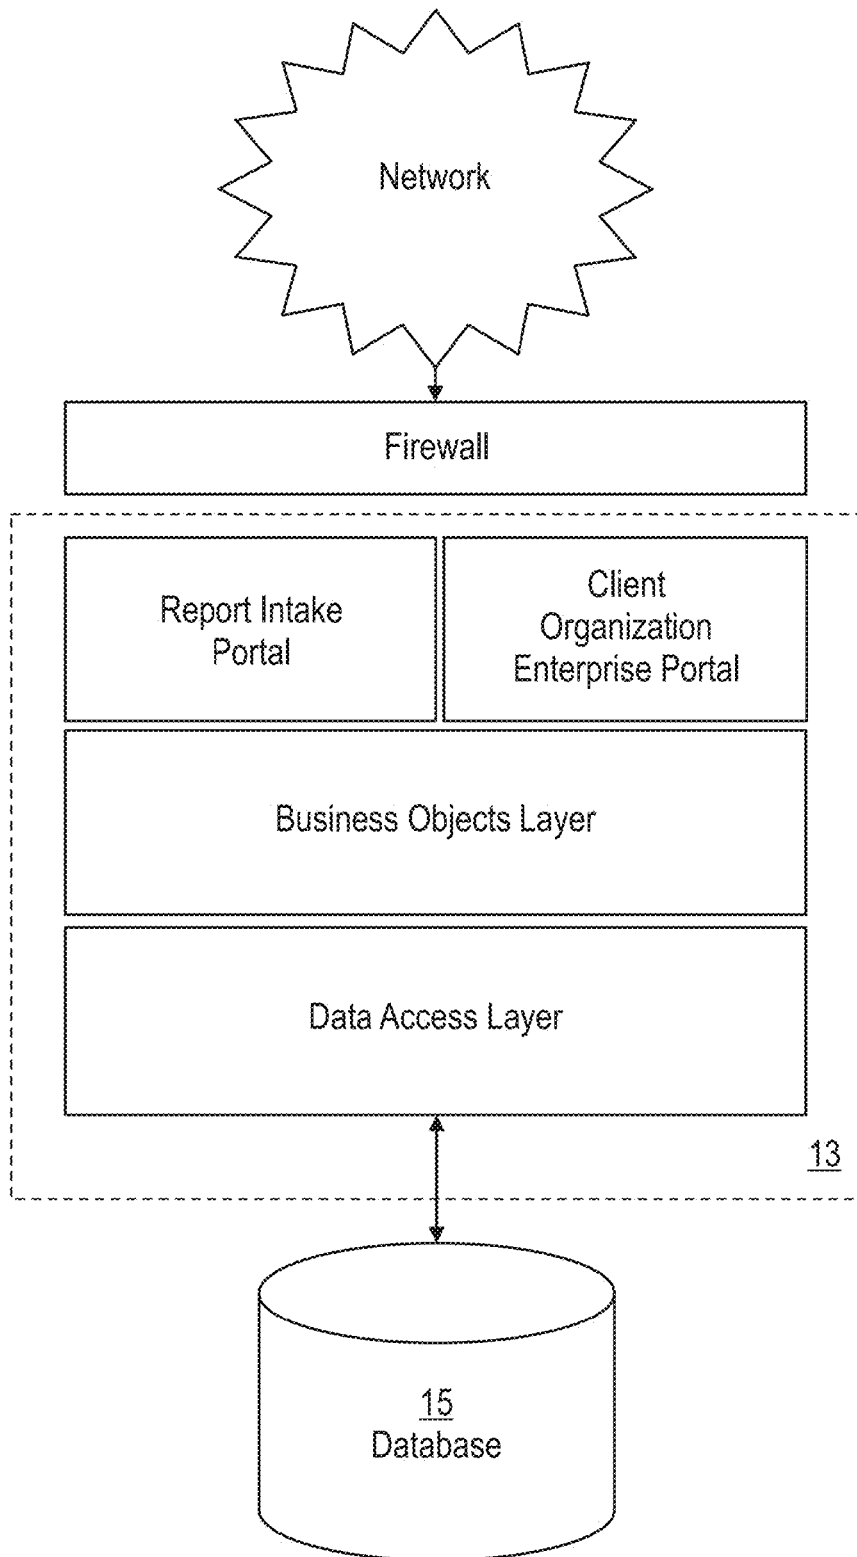 Network
Firewall
Report Intake
Portal
Client
Organization
Enterprise Portal
Business Objects Layer
Data Access Layer
13
15
Database